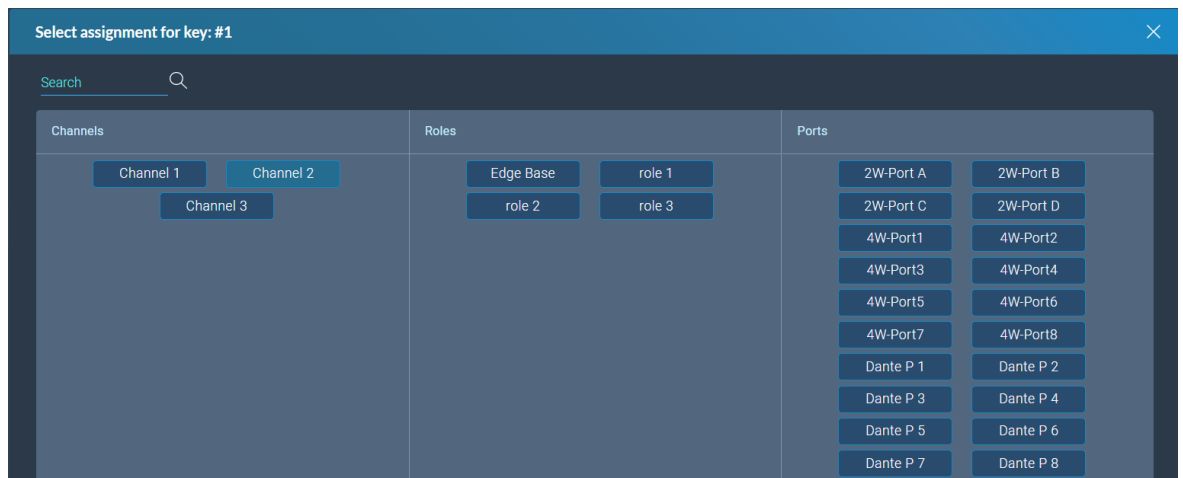 Select assignment for key: #1
Search
Channels
Channel 1 Channel 2
Channel 3
Roles
Edge Base role 1
role 2 role 3
Ports
2W-Port A 2W-Port B
2W-Port C 2W-Port D
4W-Port1 4W-Port2
4W-Port3 4W-Port4
4W-Port5 4W-Port6
4W-Port7 4W-Port8
Dante P 1 Dante P 2
Dante P 3 Dante P 4
Dante P 5 Dante P 6
Dante P 7 Dante P 8